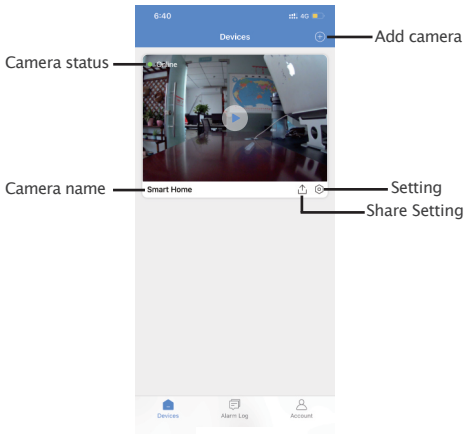 6:40
4G
Devices
Add camera
Camera status
Online
Camera name
Smart Home
Setting
Share Setting
Devices
Alarm Log
Account